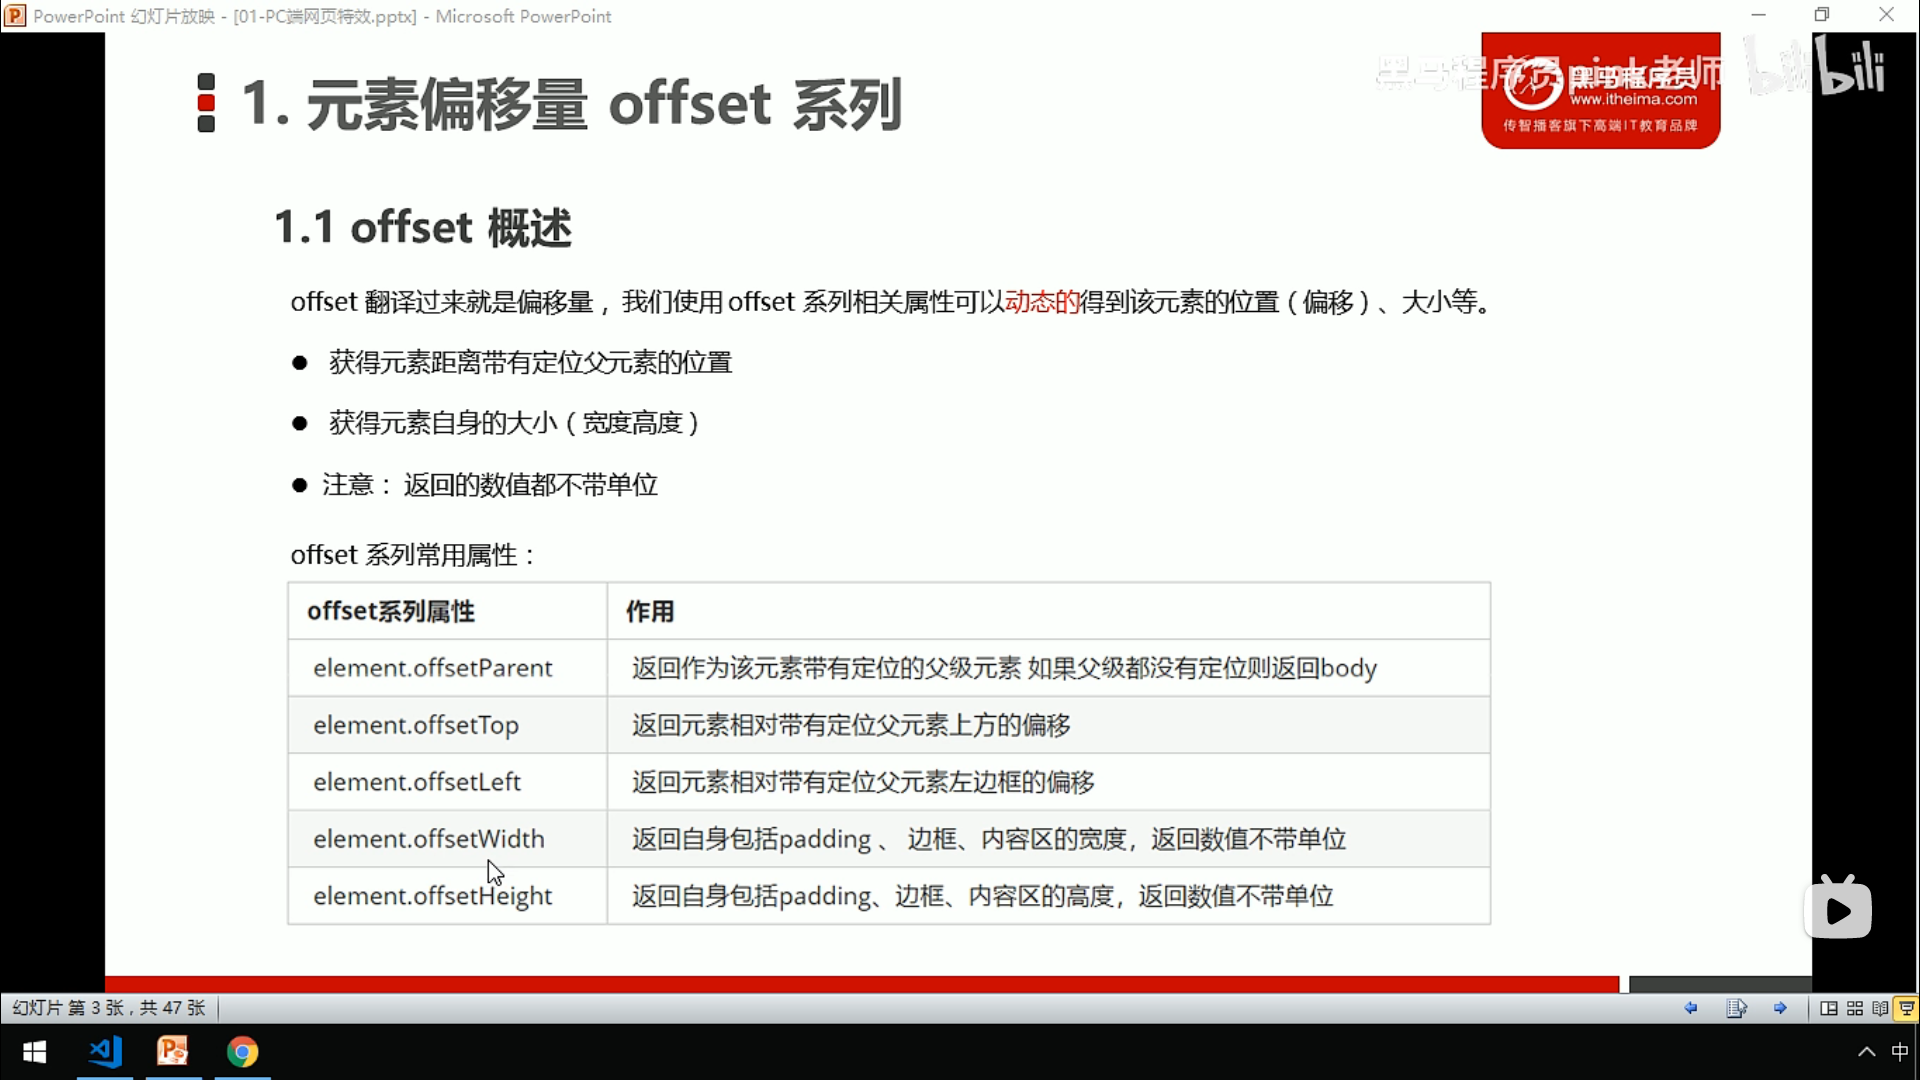 PowerPoint 幻灯片放映 - [01-PC端网页特效.pptx] - Microsoft PowerPoint
1. 元素偏移量 offset 系列
黑马程序员pink老师
bilibili
黑马程序员
www.itheima.com
传智播客旗下高端IT教育品牌
1.1 offset 概述
offset 翻译过来就是偏移量，我们使用 offset 系列相关属性可以动态的得到该元素的位置（偏移）、大小等。
● 获得元素距离带有定位父元素的位置
● 获得元素自身的大小（宽度高度）
● 注意：返回的数值都不带单位
offset 系列常用属性：
offset系列属性 作用
element.offsetParent 返回作为该元素带有定位的父级元素 如果父级都没有定位则返回body
element.offsetTop 返回元素相对带有定位父元素上方的偏移
element.offsetLeft 返回元素相对带有定位父元素左边框的偏移
element.offsetWidth 返回自身包括padding 、 边框、内容区的宽度，返回数值不带单位
element.offsetHeight 返回自身包括padding、边框、内容区的高度，返回数值不带单位
幻灯片 第 3 张，共 47 张
中